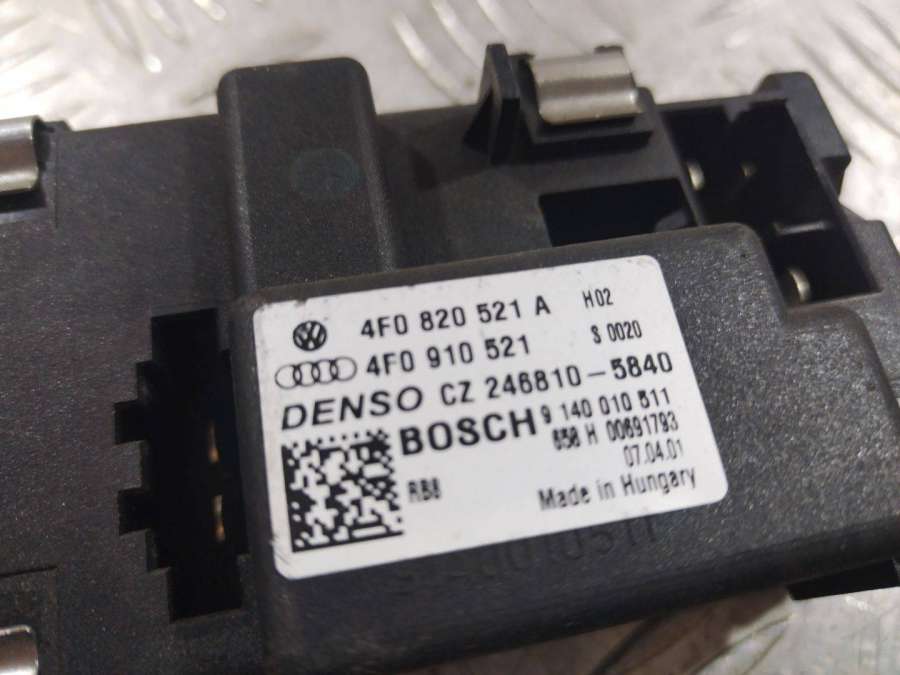 4F0 820 521 A H02
4F0 910 521 S 0020
DENSO CZ 246810-5840
BOSCH 9 140 010 511
658 H 00691793
07.04.01
RB8
Made in Hungary